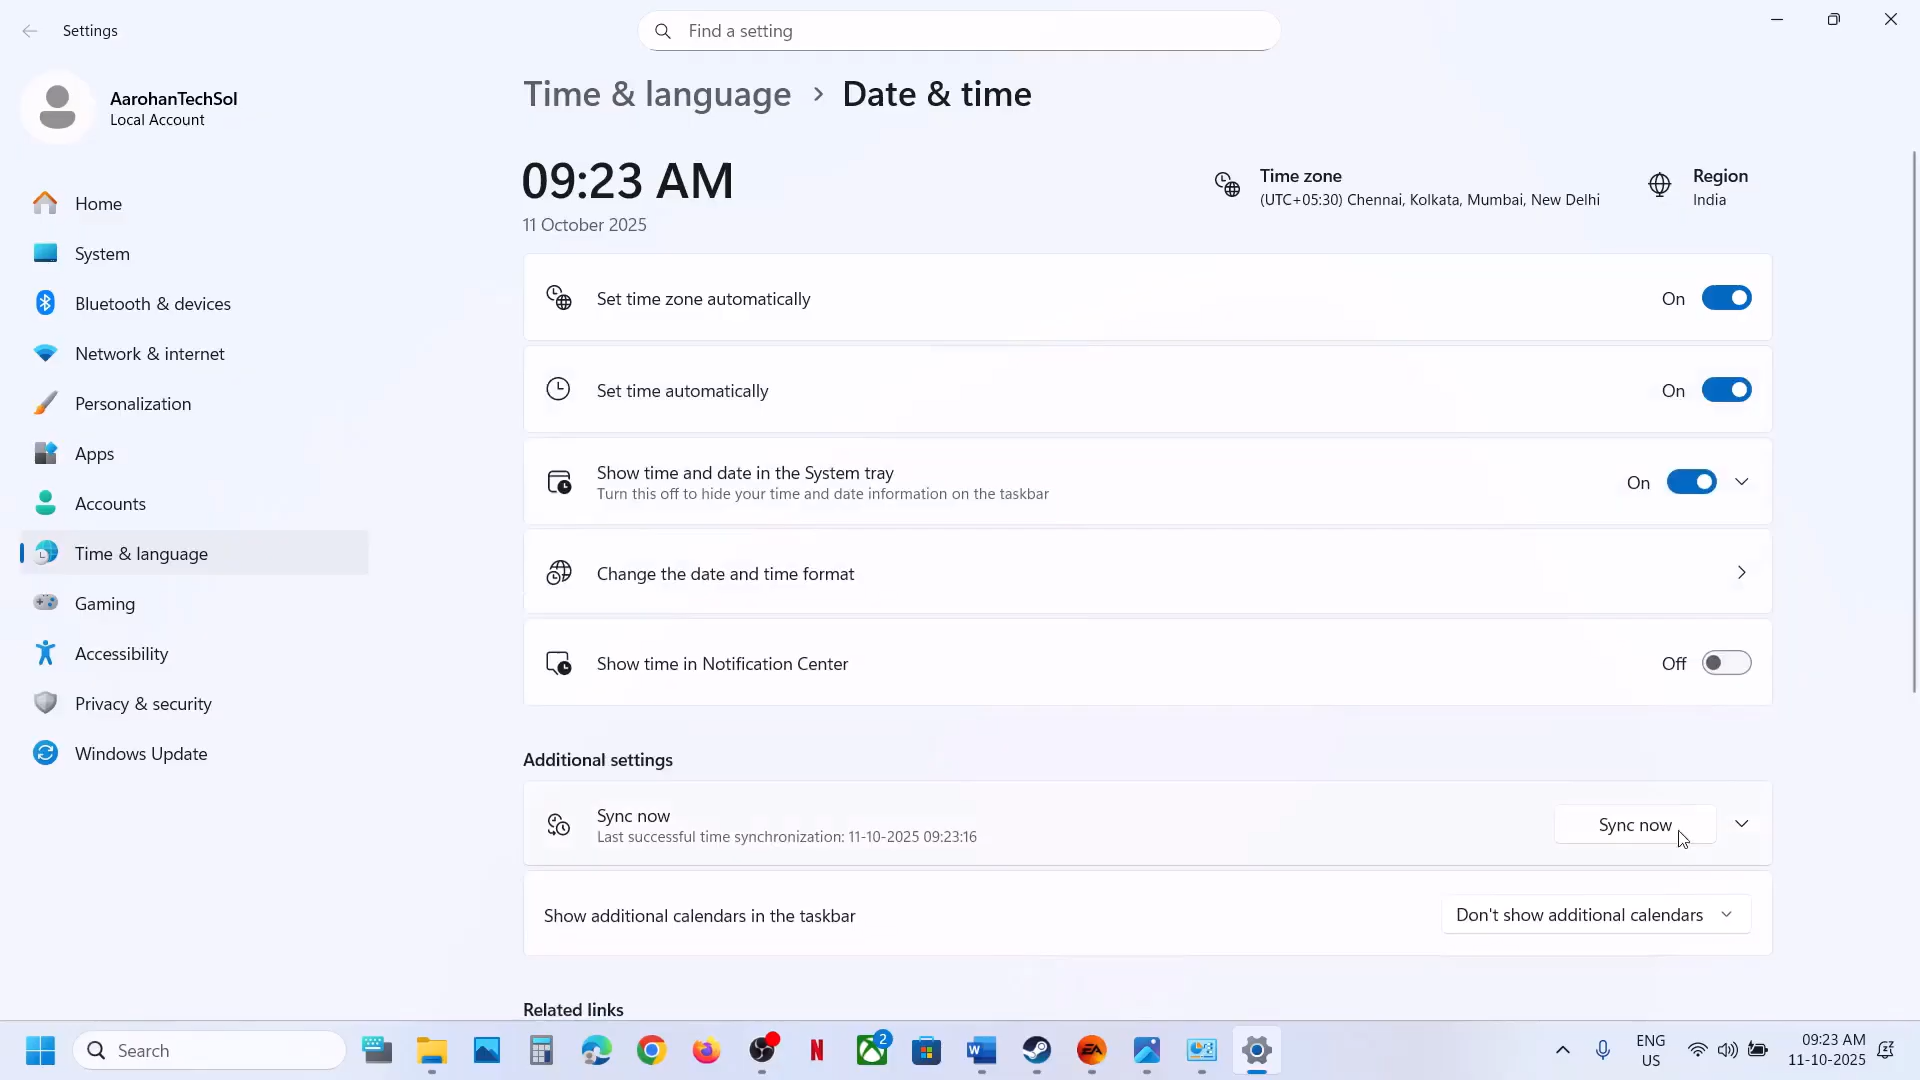 Settings
Find a setting
AarohanTechSol
Local Account
Home
System
Bluetooth & devices
Network & internet
Personalization
Apps
Accounts
Time & language
Gaming
Accessibility
Privacy & security
Windows Update
Time & language > Date & time
09:23 AM
11 October 2025
Time zone
(UTC+05:30) Chennai, Kolkata, Mumbai, New Delhi
Region
India
Set time zone automatically
On
Set time automatically
On
Show time and date in the System tray
Turn this off to hide your time and date information on the taskbar
On
Change the date and time format
Show time in Notification Center
Off
Additional settings
Sync now
Last successful time synchronization: 11-10-2025 09:23:16
Sync now
Show additional calendars in the taskbar
Don't show additional calendars
Related links
Search
N
2
W
EA
ENG
US
09:23 AM
11-10-2025